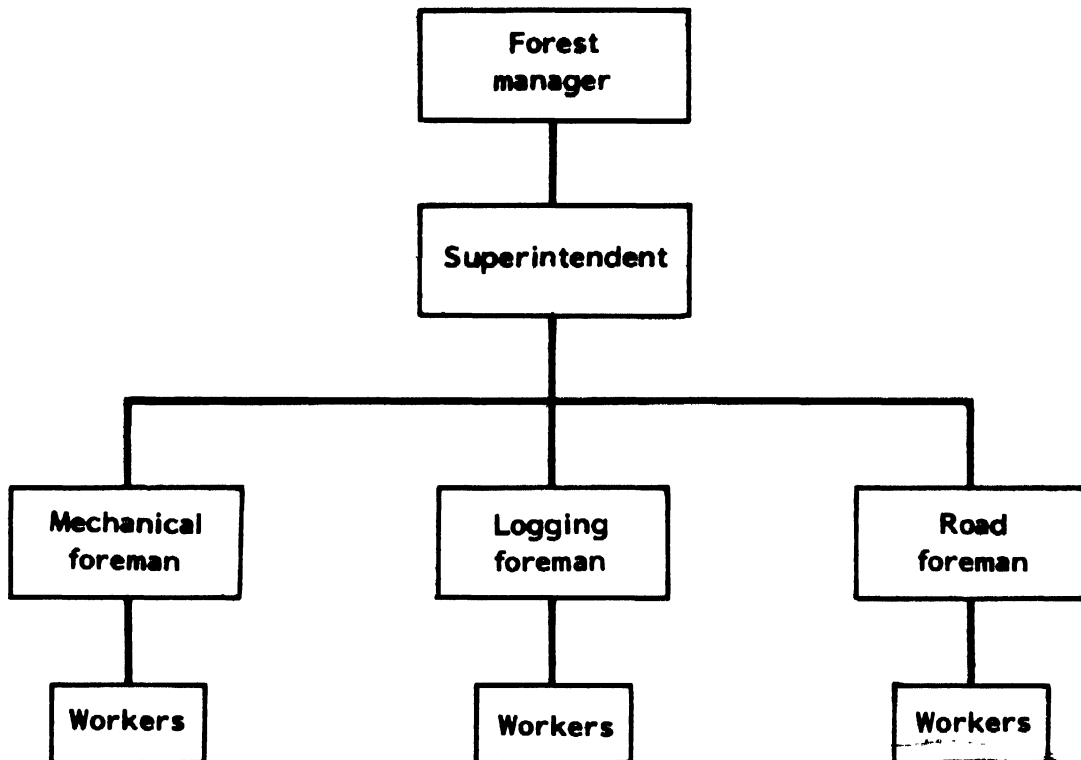 Forest
manager
Superintendent
Mechanical
foreman
Logging
foreman
Road
foreman
Workers
Workers
Workers